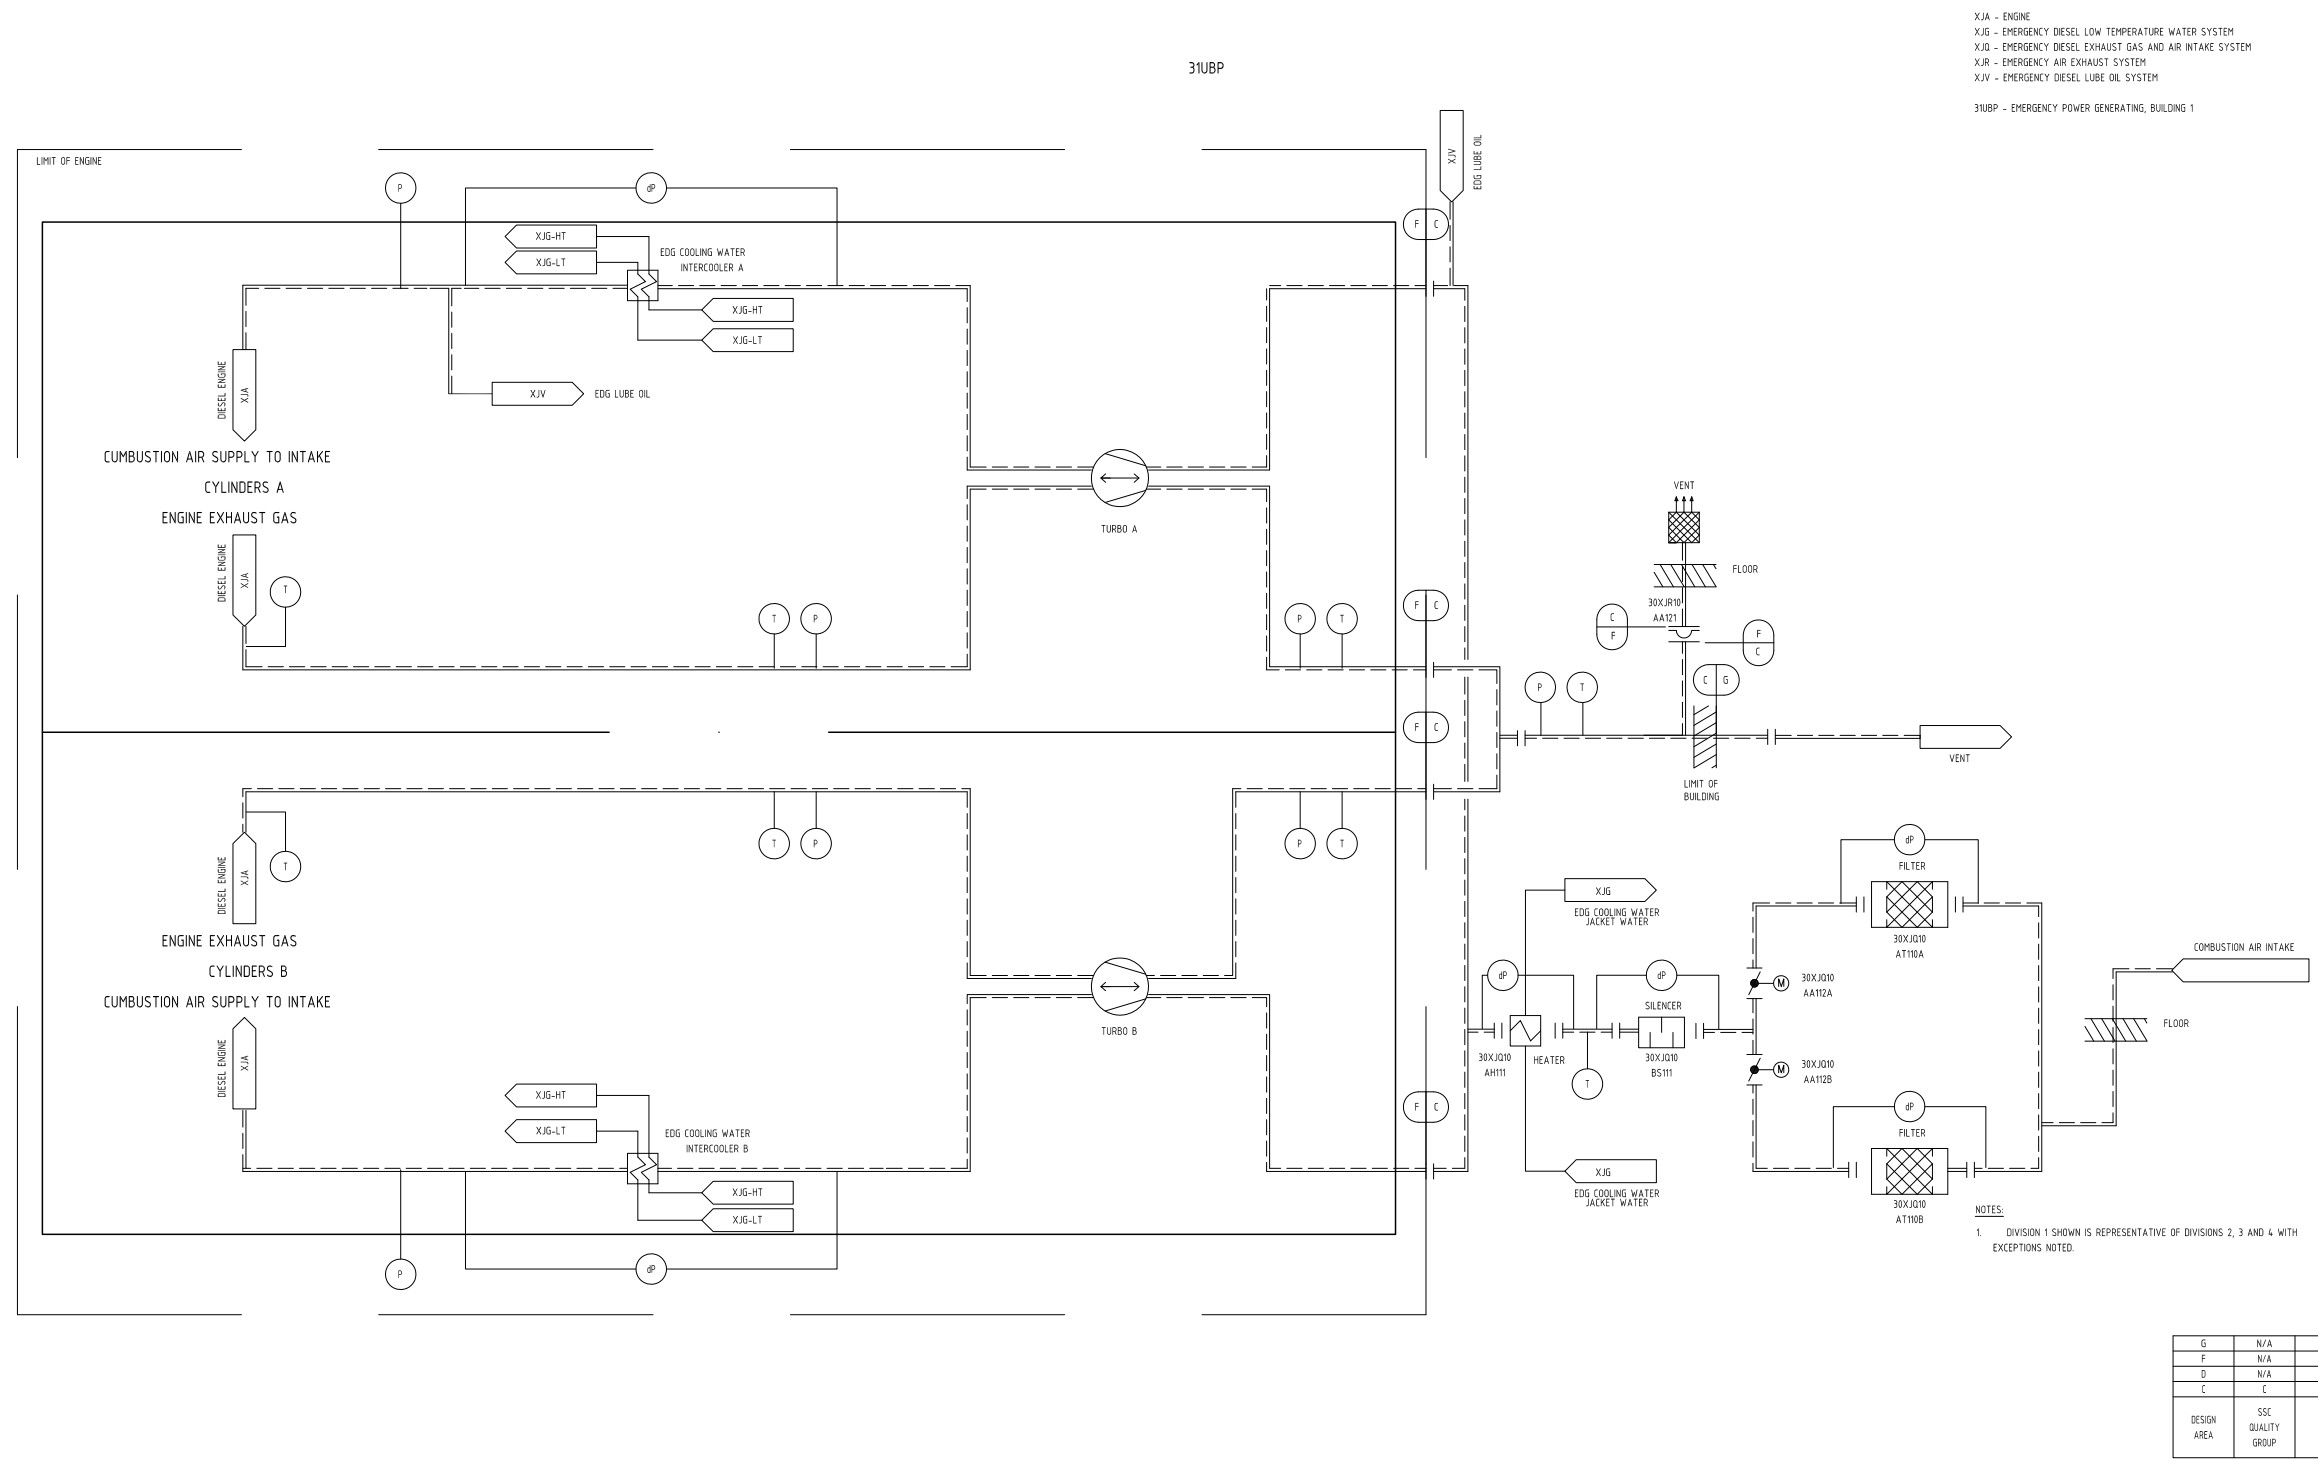 XJA - ENGINE
XJG - EMERGENCY DIESEL LOW TEMPERATURE WATER SYSTEM
XJQ - EMERGENCY DIESEL EXHAUST GAS AND AIR INTAKE SYSTEM
XJR - EMERGENCY AIR EXHAUST SYSTEM
XJV - EMERGENCY DIESEL LUBE OIL SYSTEM
31UBP - EMERGENCY POWER GENERATING, BUILDING 1
31UBP
LIMIT OF ENGINE
XJV
EDG LUBE OIL
P
dP
F C
XJG-HT
XJG-LT
EDG COOLING WATER
INTERCOOLER A
XJG-HT
XJG-LT
DIESEL ENGINE
XJA
XJV
EDG LUBE OIL
CUMBUSTION AIR SUPPLY TO INTAKE
CYLINDERS A
ENGINE EXHAUST GAS
TURBO A
DIESEL ENGINE
XJA
T
T
P
P
T
F C
VENT
FLOOR
30XJR10
AA121
C
F
F
C
C G
P
T
F C
VENT
LIMIT OF
BUILDING
T
P
P
T
DIESEL ENGINE
XJA
T
ENGINE EXHAUST GAS
CYLINDERS B
CUMBUSTION AIR SUPPLY TO INTAKE
TURBO B
DIESEL ENGINE
XJA
XJG-HT
XJG-LT
EDG COOLING WATER
INTERCOOLER B
XJG-HT
XJG-LT
P
dP
F C
XJG
EDG COOLING WATER
JACKET WATER
dP
30XJQ10
AH111
HEATER
T
dP
SILENCER
30XJQ10
BS111
XJG
EDG COOLING WATER
JACKET WATER
dP
FILTER
30XJQ10
AT110A
M
30XJQ10
AA112A
M
30XJQ10
AA112B
dP
FILTER
30XJQ10
AT110B
COMBUSTION AIR INTAKE
FLOOR
NOTES:
1. DIVISION 1 SHOWN IS REPRESENTATIVE OF DIVISIONS 2, 3 AND 4 WITH
EXCEPTIONS NOTED.
G N/A
F N/A
D N/A
C C
DESIGN
AREA
SSC
QUALITY
GROUP